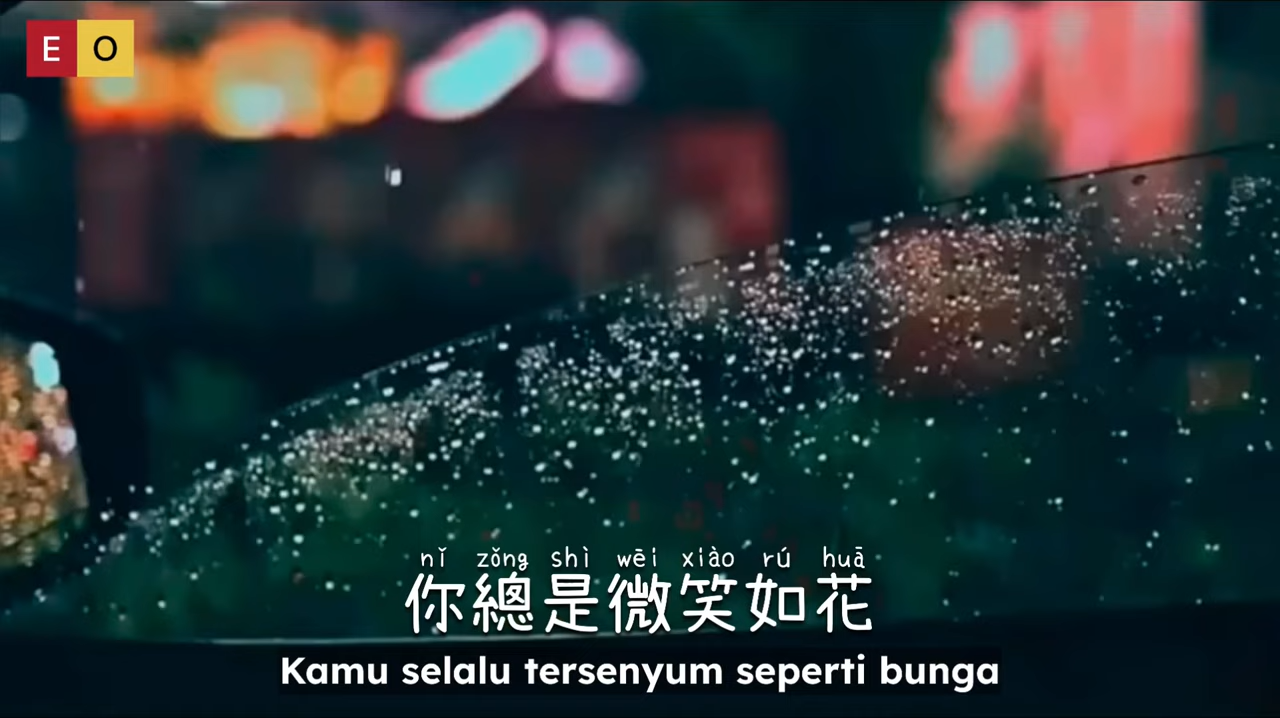 E O
nǐ zǒng shì wēi xiào rú huā
你總是微笑如花
Kamu selalu tersenyum seperti bunga